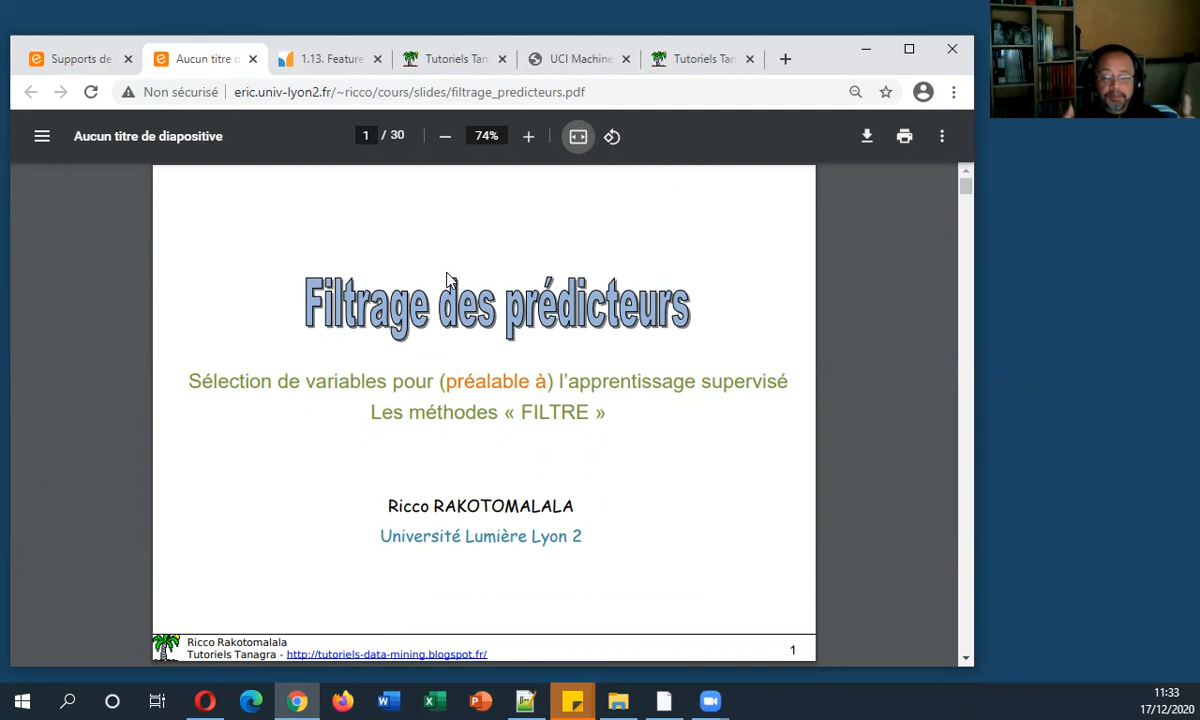 Supports de
Aucun titre d
1.13. Feature
Tutoriels Tan
UCI Machine
Tutoriels Tan
Non sécurisé
eric.univ-lyon2.fr/~ricco/cours/slides/filtrage_predicteurs.pdf
Aucun titre de diapositive
1 / 30
74%
Filtrage des prédicteurs
Sélection de variables pour (préalable à) l'apprentissage supervisé
Les méthodes « FILTRE »
Ricco RAKOTOMALALA
Université Lumière Lyon 2
Ricco Rakotomalala
Tutoriels Tanagra - http://tutoriels-data-mining.blogspot.fr/
1
11:33
17/12/2020